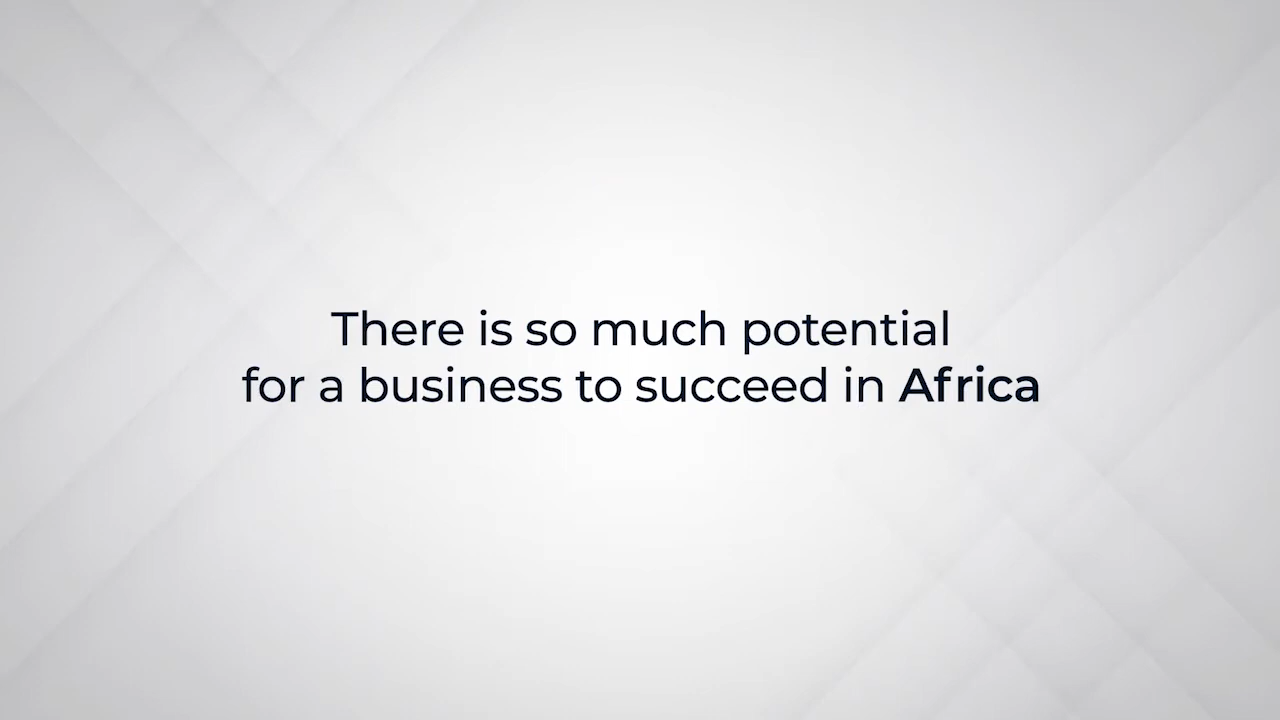 There is so much potential
for a business to succeed in Africa